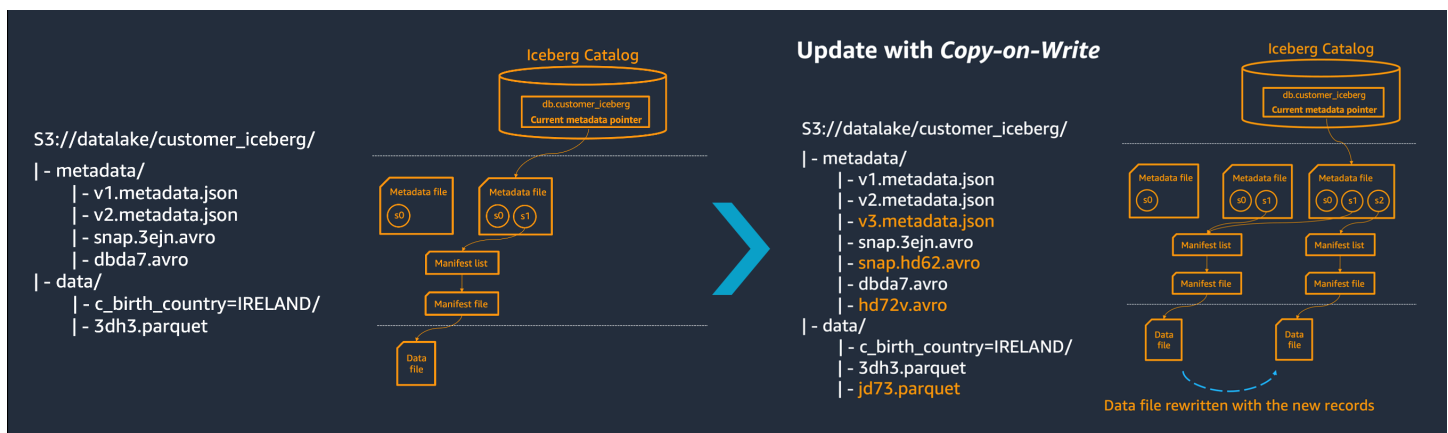 Iceberg Catalog
db.customer_iceberg
Current metadata pointer
S3://datalake/customer_iceberg/
| - metadata/
| - v1.metadata.json
| - v2.metadata.json
| - snap.3ejn.avro
| - dbda7.avro
| - data/
| - c_birth_country=IRELAND/
| - 3dh3.parquet
Metadata file
s0
Metadata file
s0
s1
Manifest list
Manifest file
Data
file
Update with Copy-on-Write
Iceberg Catalog
db.customer_iceberg
Current metadata pointer
S3://datalake/customer_iceberg/
| - metadata/
| - v1.metadata.json
| - v2.metadata.json
| - v3.metadata.json
| - snap.3ejn.avro
| - snap.hd62.avro
| - dbda7.avro
| - hd72v.avro
| - data/
| - c_birth_country=IRELAND/
| - 3dh3.parquet
| - jd73.parquet
Metadata file
s0
Metadata file
s0
s1
Metadata file
s0
s1
s2
Manifest list
Manifest list
Manifest file
Manifest file
Data
file
Data
file
Data file rewritten with the new records